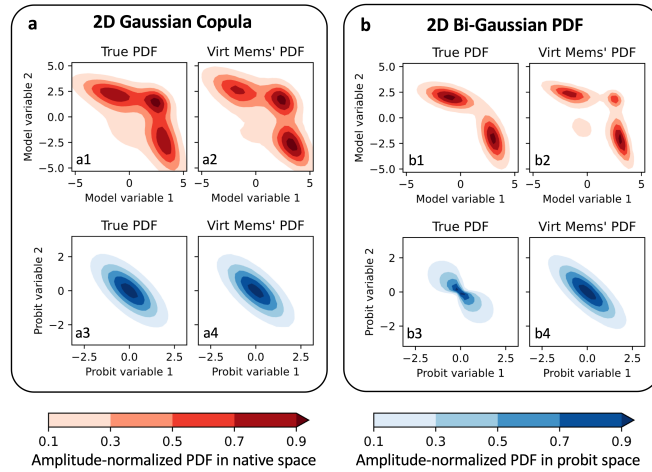 a 2D Gaussian Copula
True PDF Virt Mems' PDF
Model variable 2
5.0
2.5
0.0
−2.5
−5.0
a1 a2
−5 0 5 −5 0 5
Model variable 1 Model variable 1
True PDF Virt Mems' PDF
Probit variable 2
2
0
−2
a3 a4
−2.5 0.0 2.5 −2.5 0.0 2.5
Probit variable 1 Probit variable 1
b 2D Bi-Gaussian PDF
True PDF Virt Mems' PDF
Model variable 2
5.0
2.5
0.0
−2.5
−5.0
b1 b2
−5 0 5 −5 0 5
Model variable 1 Model variable 1
True PDF Virt Mems' PDF
Probit variable 2
2
0
−2
b3 b4
−2.5 0.0 2.5 −2.5 0.0 2.5
Probit variable 1 Probit variable 1
0.1 0.3 0.5 0.7 0.9
Amplitude-normalized PDF in native space
0.1 0.3 0.5 0.7 0.9
Amplitude-normalized PDF in probit space